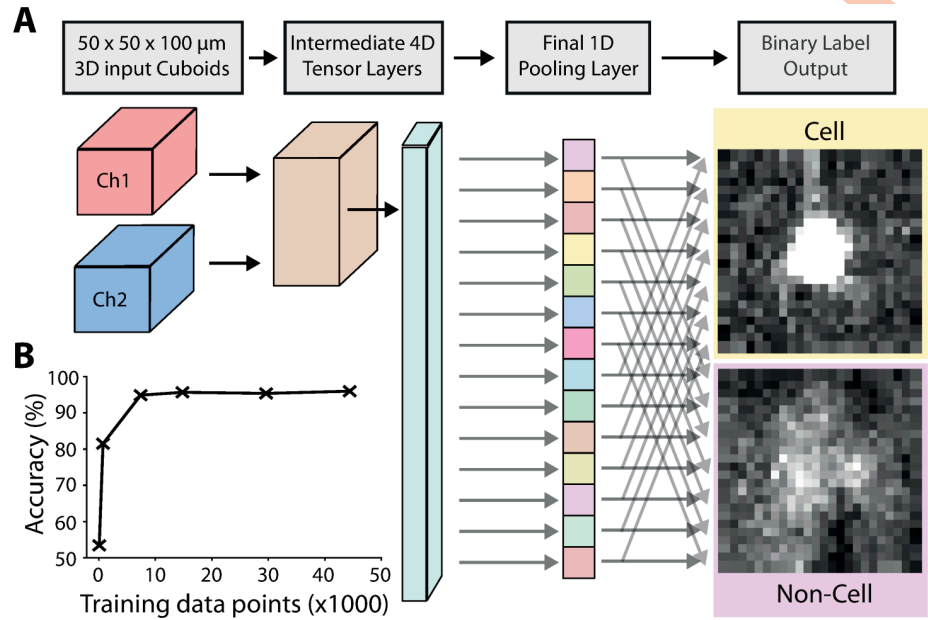 A
50 x 50 x 100 µm
3D input Cuboids
Intermediate 4D
Tensor Layers
Final 1D
Pooling Layer
Binary Label
Output
Ch1
Ch2
Cell
Non-Cell
B
Accuracy (%)
100
90
80
70
60
50
0
10
20
30
40
50
Training data points (x1000)